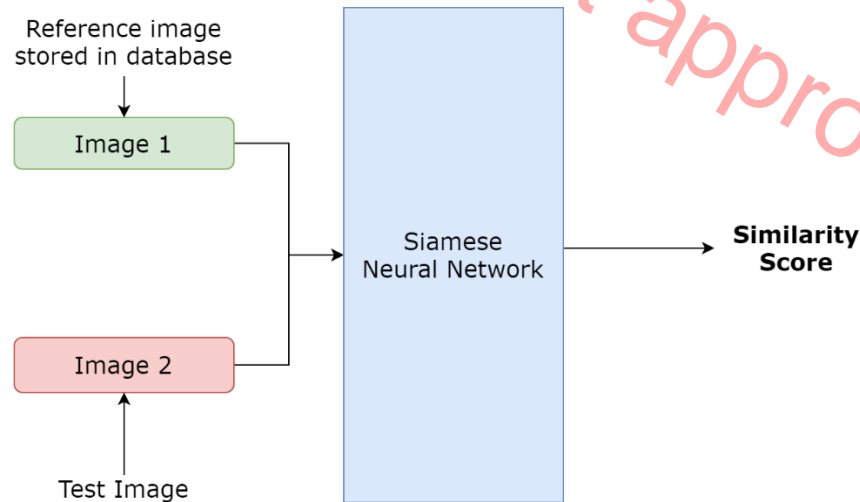 Reference image
stored in database
Image 1
Siamese
Neural Network
Similarity
Score
Image 2
Test Image